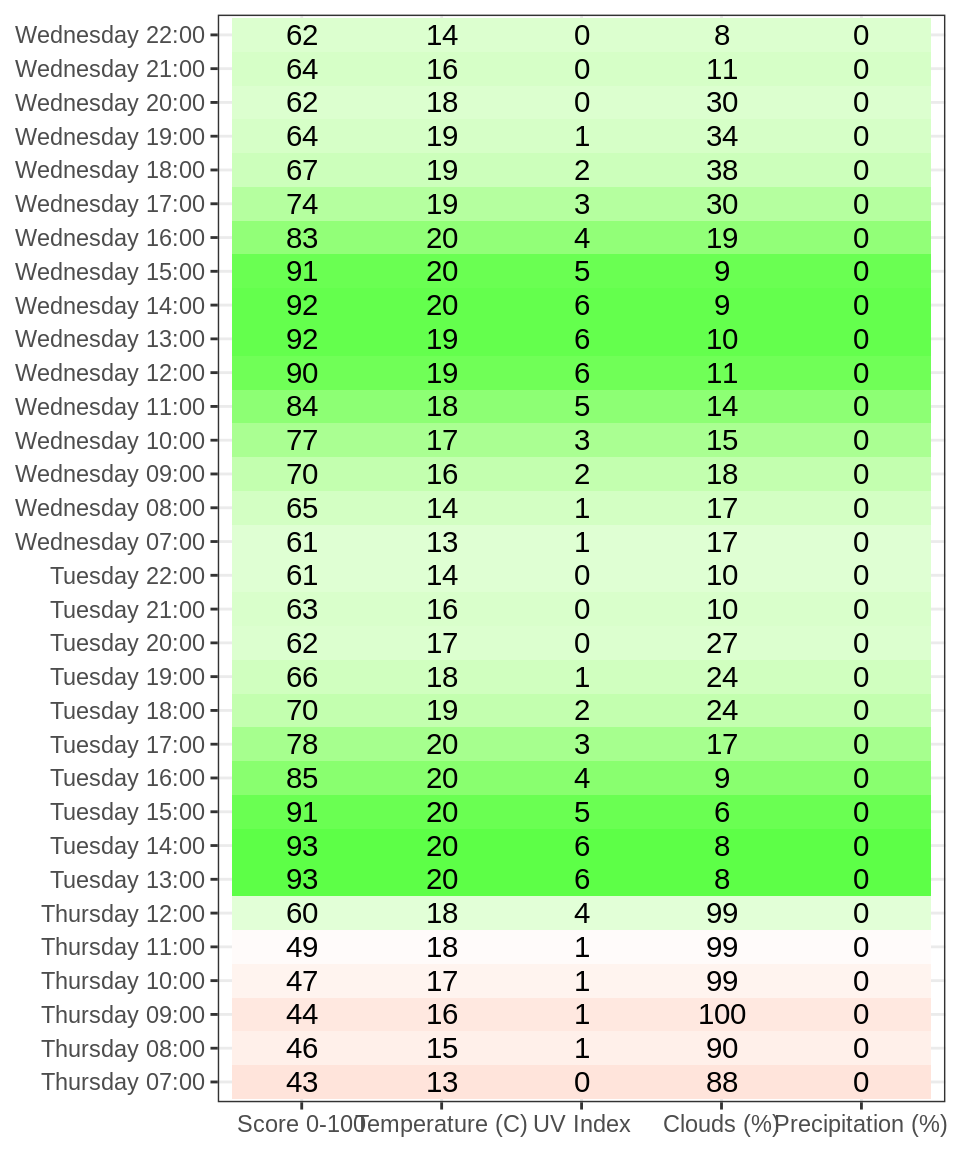 Wednesday 22:00 62 14 0 8 0
Wednesday 21:00 64 16 0 11 0
Wednesday 20:00 62 18 0 30 0
Wednesday 19:00 64 19 1 34 0
Wednesday 18:00 67 19 2 38 0
Wednesday 17:00 74 19 3 30 0
Wednesday 16:00 83 20 4 19 0
Wednesday 15:00 91 20 5 9 0
Wednesday 14:00 92 20 6 9 0
Wednesday 13:00 92 19 6 10 0
Wednesday 12:00 90 19 6 11 0
Wednesday 11:00 84 18 5 14 0
Wednesday 10:00 77 17 3 15 0
Wednesday 09:00 70 16 2 18 0
Wednesday 08:00 65 14 1 17 0
Wednesday 07:00 61 13 1 17 0
Tuesday 22:00 61 14 0 10 0
Tuesday 21:00 63 16 0 10 0
Tuesday 20:00 62 17 0 27 0
Tuesday 19:00 66 18 1 24 0
Tuesday 18:00 70 19 2 24 0
Tuesday 17:00 78 20 3 17 0
Tuesday 16:00 85 20 4 9 0
Tuesday 15:00 91 20 5 6 0
Tuesday 14:00 93 20 6 8 0
Tuesday 13:00 93 20 6 8 0
Thursday 12:00 60 18 4 99 0
Thursday 11:00 49 18 1 99 0
Thursday 10:00 47 17 1 99 0
Thursday 09:00 44 16 1 100 0
Thursday 08:00 46 15 1 90 0
Thursday 07:00 43 13 0 88 0
Score 0-100 Temperature (C) UV Index Clouds (%) Precipitation (%)